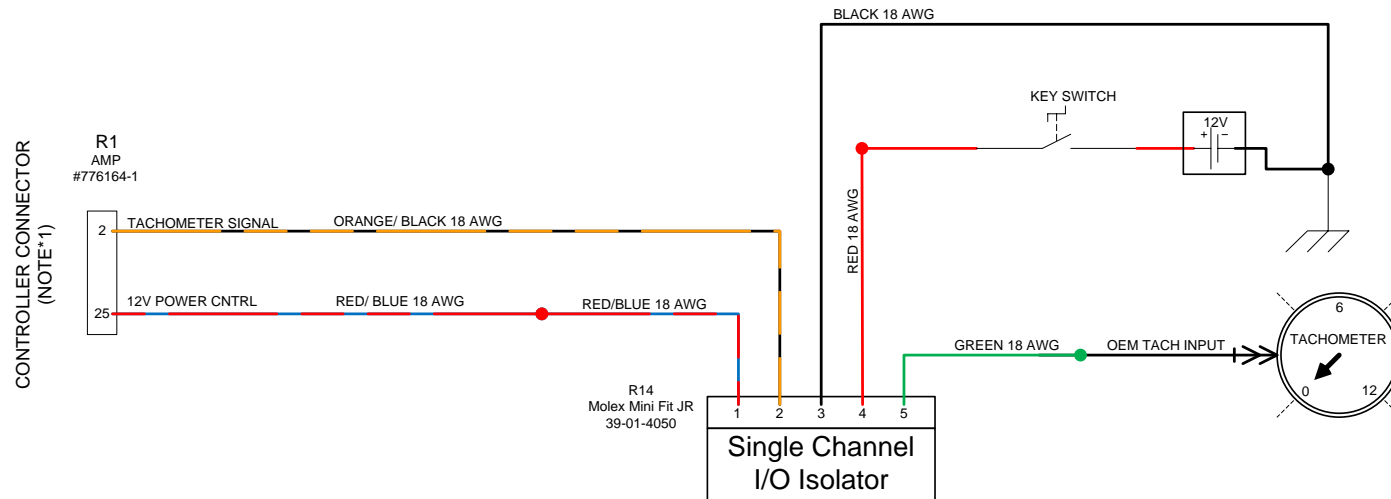 BLACK 18 AWG
KEY SWITCH
12V
+ −
R1
AMP
#776164-1
CONTROLLER CONNECTOR
(NOTE*1)
2
TACHOMETER SIGNAL
ORANGE/ BLACK 18 AWG
RED 18 AWG
25
12V POWER CNTRL
RED/ BLUE 18 AWG
RED/BLUE 18 AWG
GREEN 18 AWG
OEM TACH INPUT
6
TACHOMETER
0
12
R14
Molex Mini Fit JR
39-01-4050
1
2
3
4
5
Single Channel
I/O Isolator